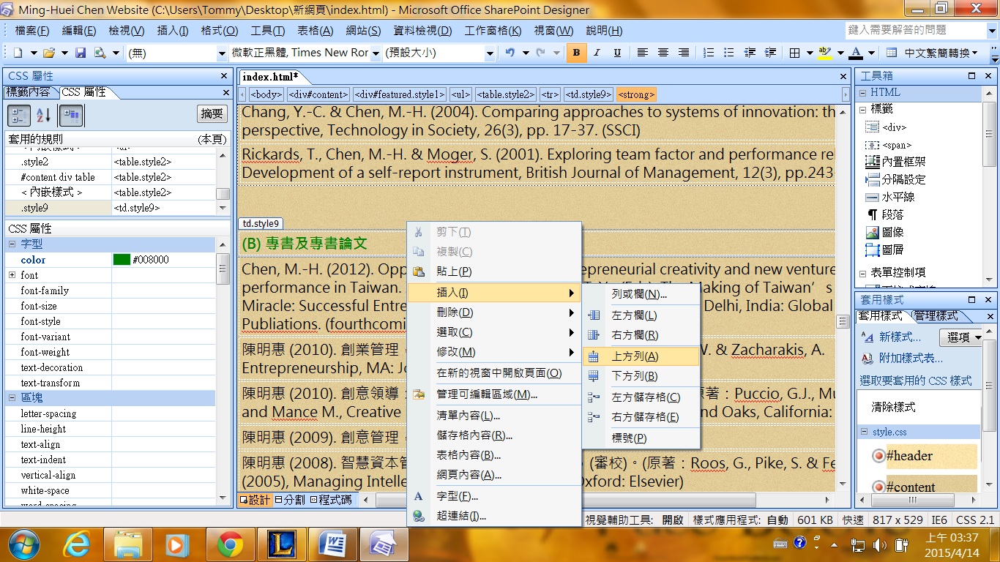 Ming-Huei Chen Website (C:\Users\Tommy\Desktop\新網頁\index.html) - Microsoft Office SharePoint Designer
檔案(F) 編輯(E) 檢視(V) 插入(I) 格式(O) 工具(T) 表格(A) 網站(S) 資料檢視(D) 工作窗格(K) 視窗(W) 說明(H) 鍵入需要解答的問題
(無) 微軟正黑體, Times New Ror (預設大小) B I U A 中文繁簡轉換
CSS 屬性
標籤內容 CSS 屬性
摘要
套用的規則 (本頁)
.style2 <table.style2>
#content div table <table.style2>
< 內嵌樣式 > <table.style2>
.style9 <td.style9>
CSS 屬性
字型
color #008000
font
font-family
font-size
font-style
font-variant
font-weight
text-decoration
text-transform
區塊
letter-spacing
line-height
text-align
text-indent
vertical-align
white-space
index.html*
<body> <div#content> <div#featured.style1> <ul> <table.style2> <tr> <td.style9> <strong>
Chang, Y.-C. & Chen, M.-H. (2004). Comparing approaches to systems of innovation: th
perspective, Technology in Society, 26(3), pp. 17-37. (SSCI)
Rickards, T., Chen, M.-H. & Moger, S. (2001). Exploring team factor and performance rel
Development of a self-report instrument, British Journal of Management, 12(3), pp.243-
td.style9
(B) 專書及專書論文
Chen, M.-H. (2012). Opp epreneurial creativity and new venture
performance in Taiwan. The Making of Taiwan's
Miracle: Successful Entre Delhi, India: Global
Publiations. (fourthcomi
陳明惠 (2010). 創業管理 W. & Zacharakis, A.
Entrepreneurship, MA: Jo
陳明惠 (2010). 創意領導： 原著：Puccio, G.J., Mu
and Mance M., Creative nd Oaks, California:
陳明惠 (2009). 創意管理
陳明惠 (2008). 智慧資本管 (審校)。(原著：Roos, G., Pike, S. & Fe
(2005), Managing Intelle Oxford: Elsevier)
剪下(T)
複製(C)
貼上(P)
插入(I)
刪除(D)
選取(C)
修改(M)
在新的視窗中開啟頁面(O)
管理可編輯區域(M)...
清單內容(L)...
儲存格內容(R)...
表格內容(B)...
網頁內容(A)...
字型(F)...
超連結(I)...
列或欄(N)...
左方欄(L)
右方欄(R)
上方列(A)
下方列(B)
左方儲存格(C)
右方儲存格(E)
標號(P)
設計 分割 程式碼
工具箱
HTML
標籤
<div>
<span>
內置框架
分隔設定
水平線
段落
圖像
圖層
表單控制項
套用樣式
套用樣式 管理樣式
新樣式... 選項
附加樣式表...
選取要套用的 CSS 樣式
清除樣式
style.css
#header
#content
視覺輔助工具: 開啟 樣式應用程式: 自動 601 KB 快速 817 x 529 IE6 CSS 2.1
上午 03:37
2015/4/14